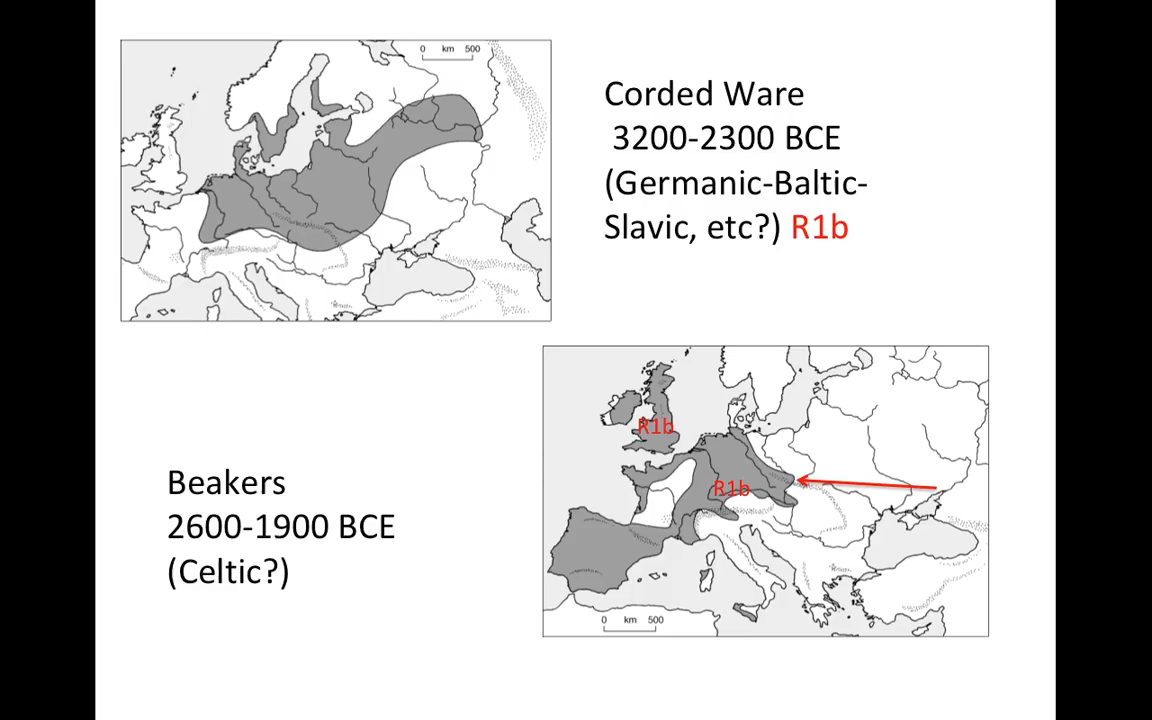 0 km 500
Corded Ware
3200-2300 BCE
(Germanic-Baltic-
Slavic, etc?) R1b
R1b
R1b
Beakers
2600-1900 BCE
(Celtic?)
0 km 500